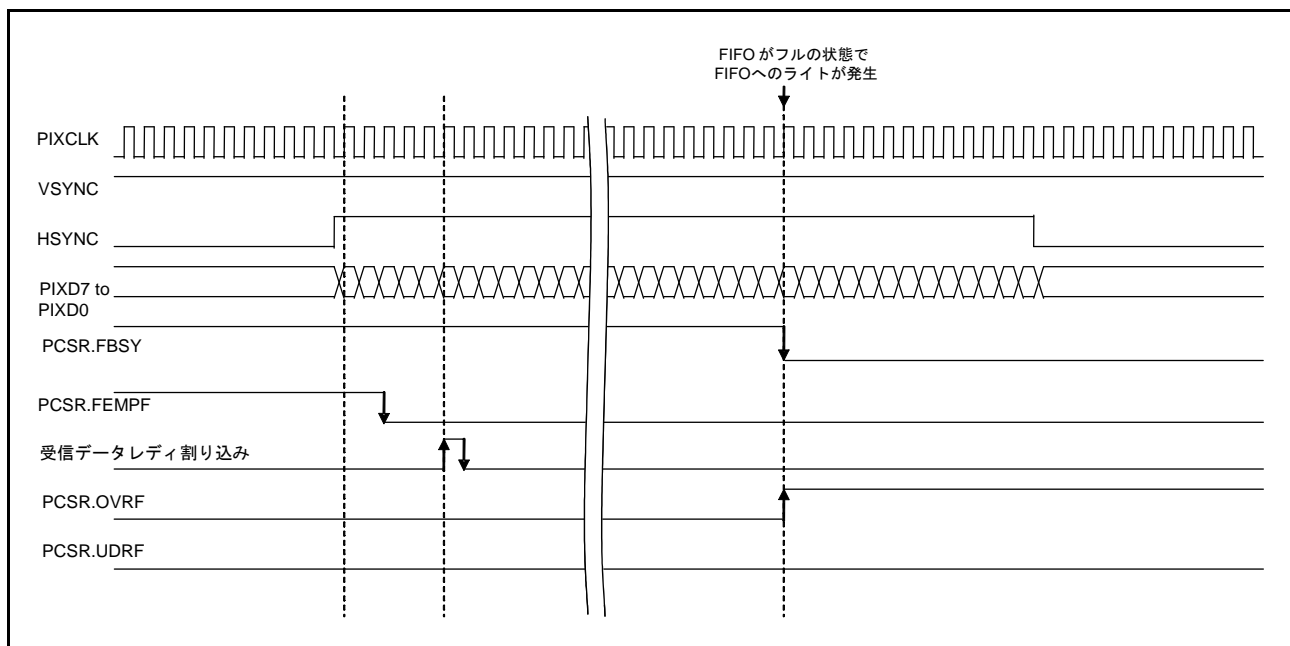 FIFO がフルの状態で
FIFOへのライトが発生
PIXCLK
VSYNC
HSYNC
PIXD7 to
PIXD0
PCSR.FBSY
PCSR.FEMPF
受信データレディ割り込み
PCSR.OVRF
PCSR.UDRF